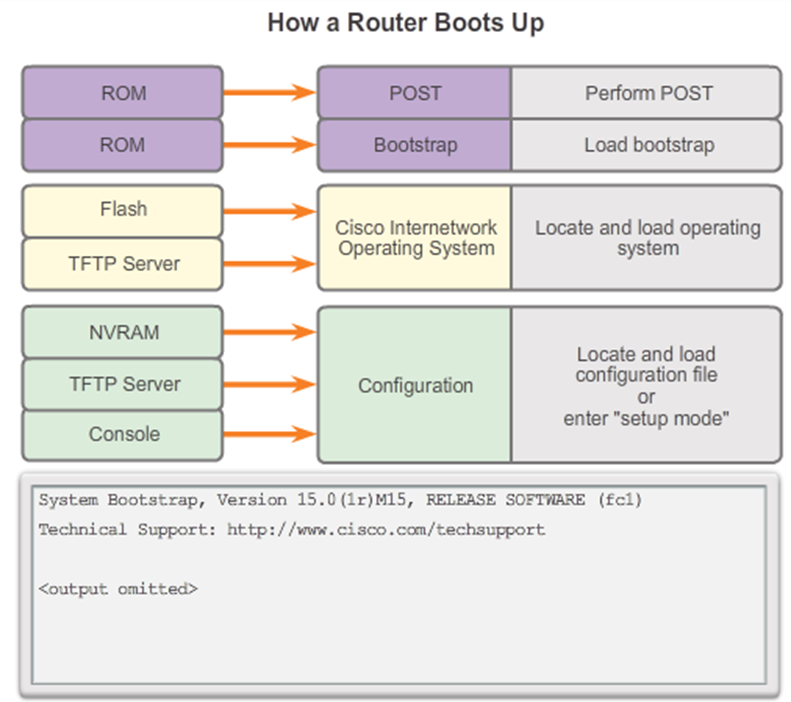 How a Router Boots Up
ROM
POST
Perform POST
ROM
Bootstrap
Load bootstrap
Flash
TFTP Server
Cisco Internetwork
Operating System
Locate and load operating
system
NVRAM
TFTP Server
Console
Configuration
Locate and load
configuration file
or
enter "setup mode"
System Bootstrap, Version 15.0(1r)M15, RELEASE SOFTWARE (fc1)
Technical Support: http://www.cisco.com/techsupport
<output omitted>